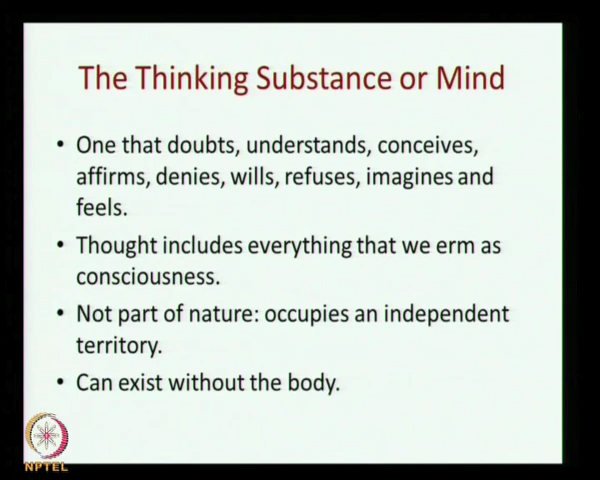 The Thinking Substance or Mind
• One that doubts, understands, conceives,
affirms, denies, wills, refuses, imagines and
feels.
• Thought includes everything that we erm as
consciousness.
• Not part of nature: occupies an independent
territory.
• Can exist without the body.
NPTEL